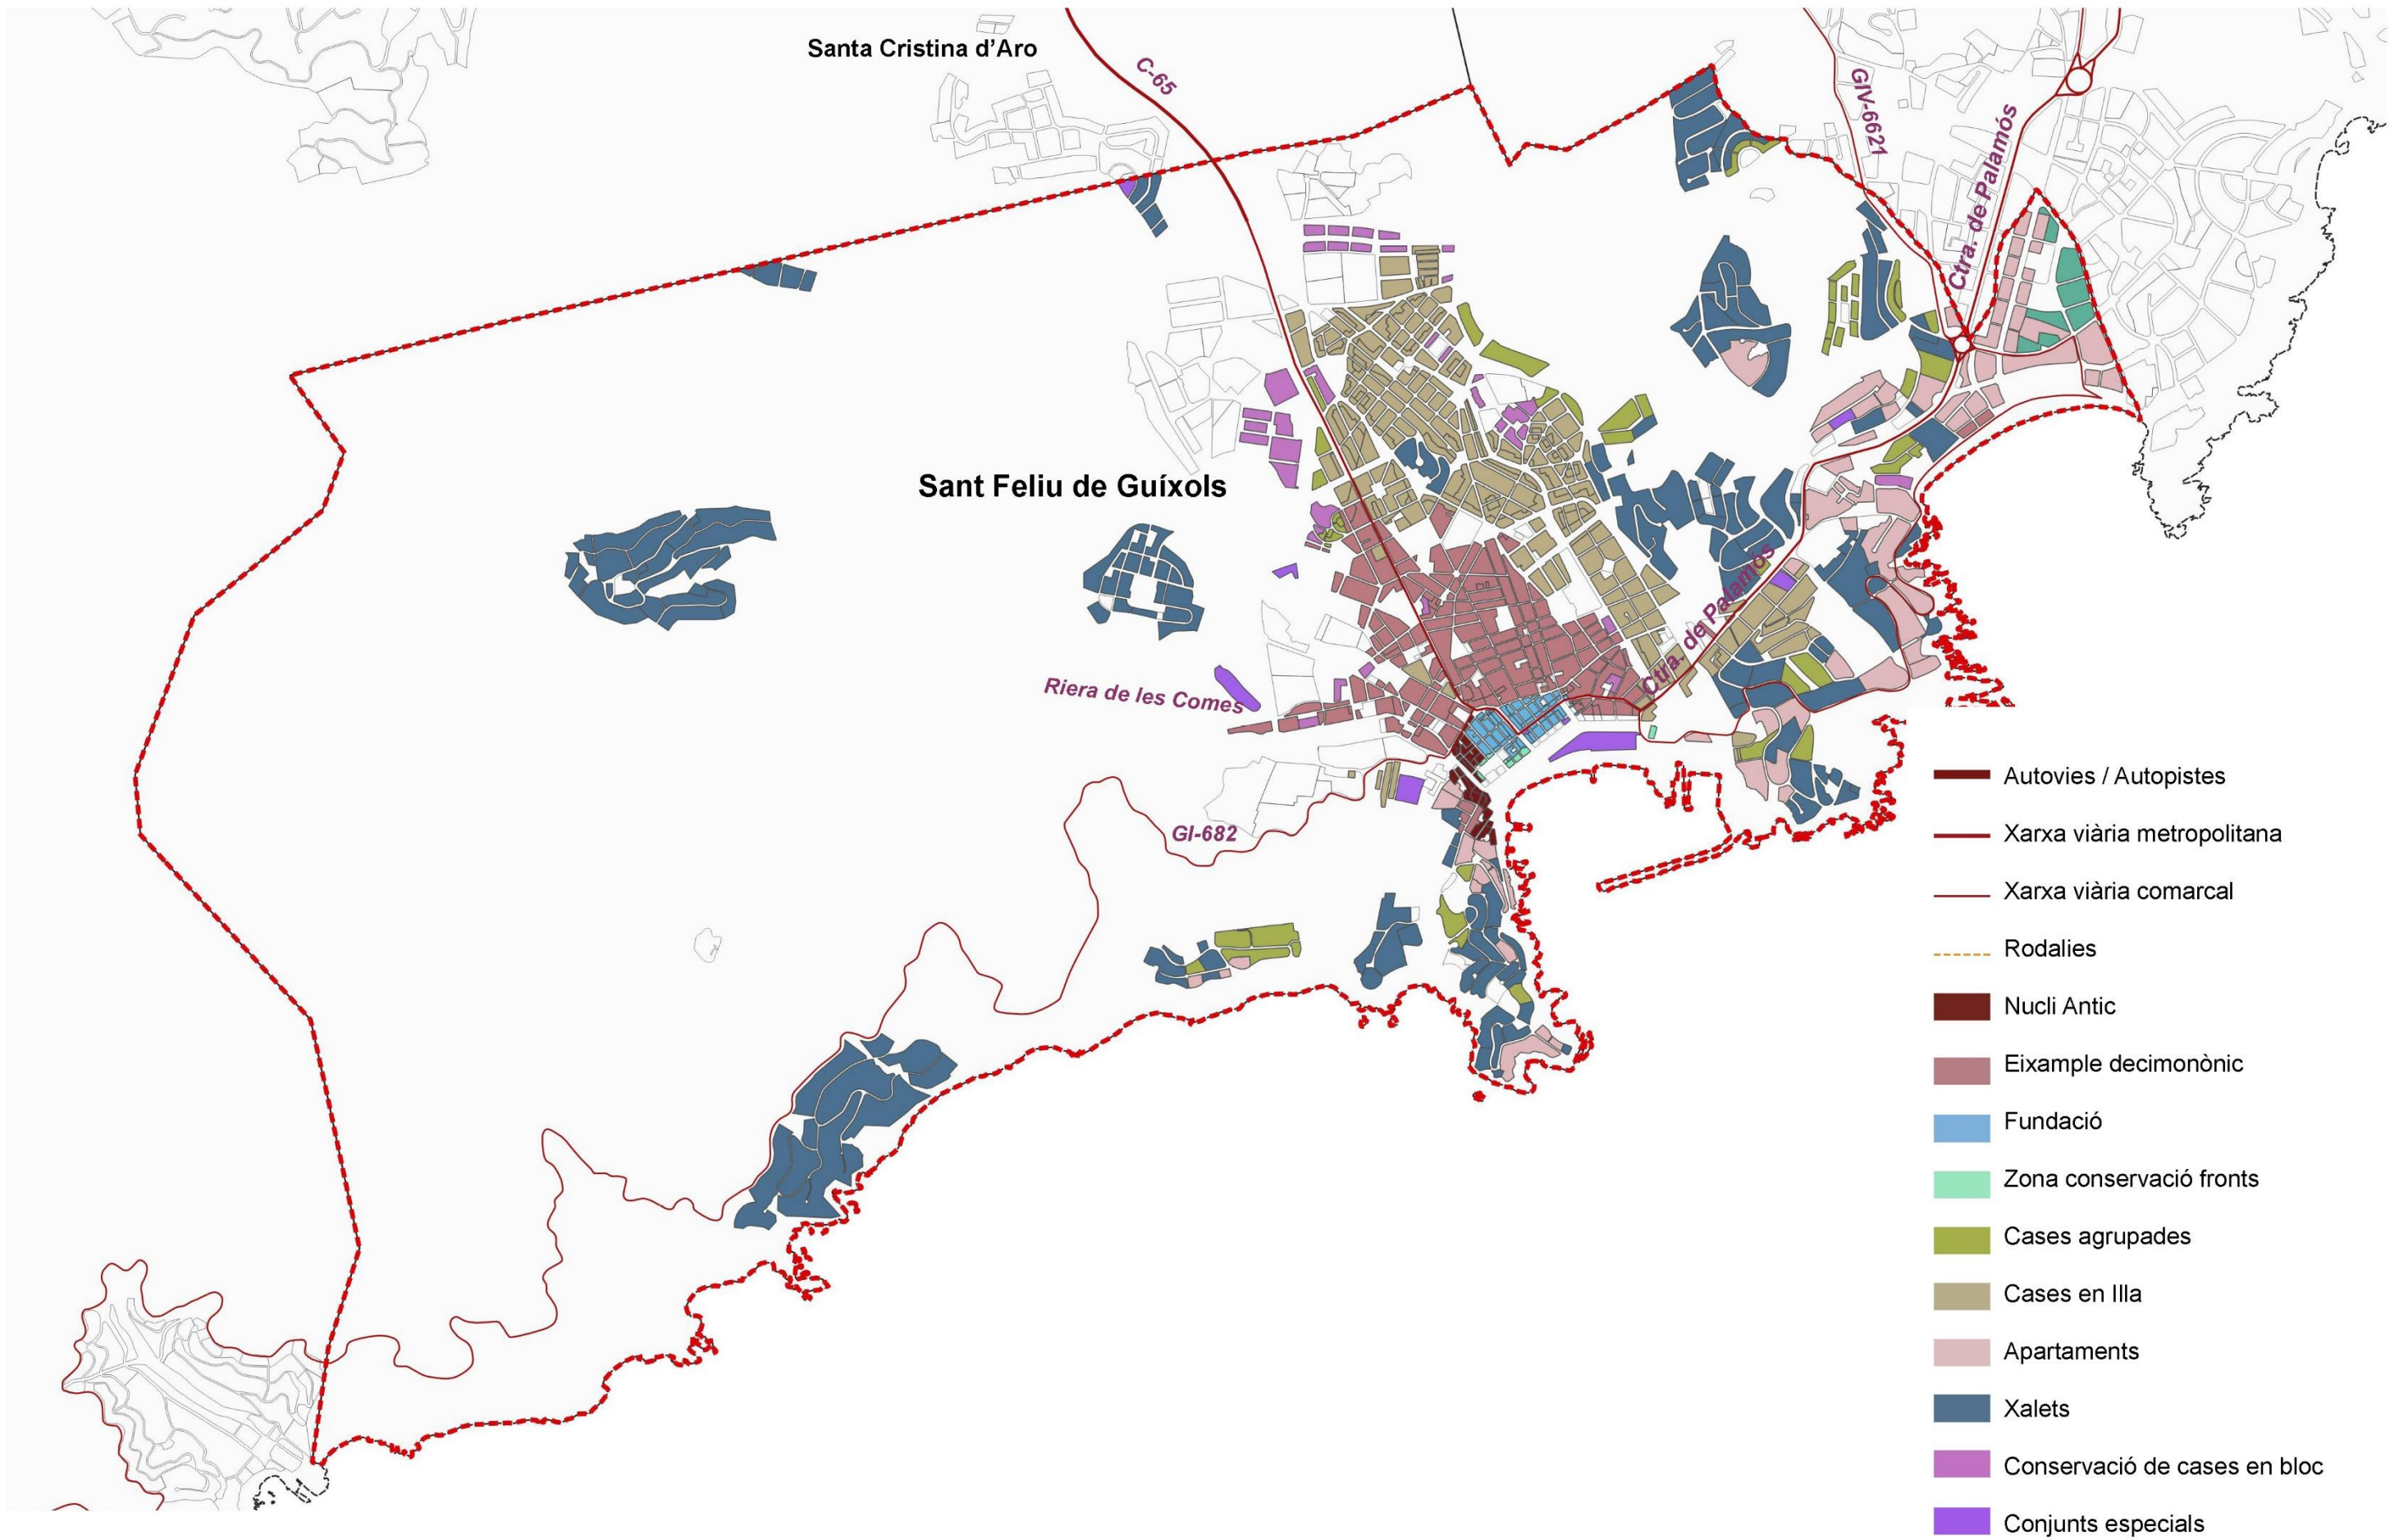 Santa Cristina d'Aro
C-65
GIV-6621
Ctra. de Palamós
Sant Feliu de Guíxols
Ctra. de Palamós
Riera de les Comes
GI-682
Autovies / Autopistes
Xarxa viària metropolitana
Xarxa viària comarcal
Rodalies
Nucli Antic
Eixample decimonònic
Fundació
Zona conservació fronts
Cases agrupades
Cases en Illa
Apartaments
Xalets
Conservació de cases en bloc
Conjunts especials